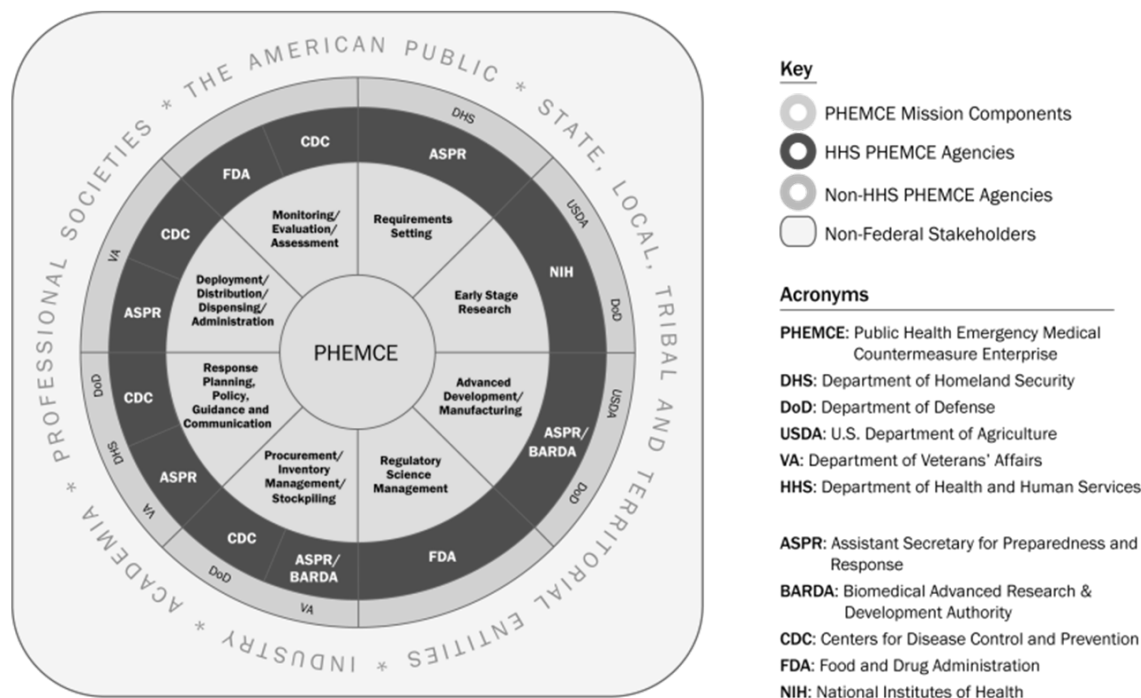 PROFESSIONAL SOCIETIES * THE AMERICAN PUBLIC * STATE, LOCAL, TRIBAL AND TERRITORIAL ENTITIES * INDUSTRY * ACADEMIA *
DHS
ASPR
Requirements
Setting
USDA
DoD
NIH
Early Stage
Research
USDA
DoD
ASPR/
BARDA
Advanced
Development/
Manufacturing
FDA
Regulatory
Science
Management
VA
DoD
ASPR/
BARDA
CDC
Procurement/
Inventory
Management/
Stockpiling
VA
DHS
DoD
ASPR
CDC
Response
Planning,
Policy,
Guidance and
Communication
VA
ASPR
CDC
Deployment/
Distribution/
Dispensing/
Administration
FDA
CDC
Monitoring/
Evaluation/
Assessment
PHEMCE
Key
PHEMCE Mission Components
HHS PHEMCE Agencies
Non-HHS PHEMCE Agencies
Non-Federal Stakeholders
Acronyms
PHEMCE: Public Health Emergency Medical
Countermeasure Enterprise
DHS: Department of Homeland Security
DoD: Department of Defense
USDA: U.S. Department of Agriculture
VA: Department of Veterans' Affairs
HHS: Department of Health and Human Services
ASPR: Assistant Secretary for Preparedness and
Response
BARDA: Biomedical Advanced Research &
Development Authority
CDC: Centers for Disease Control and Prevention
FDA: Food and Drug Administration
NIH: National Institutes of Health